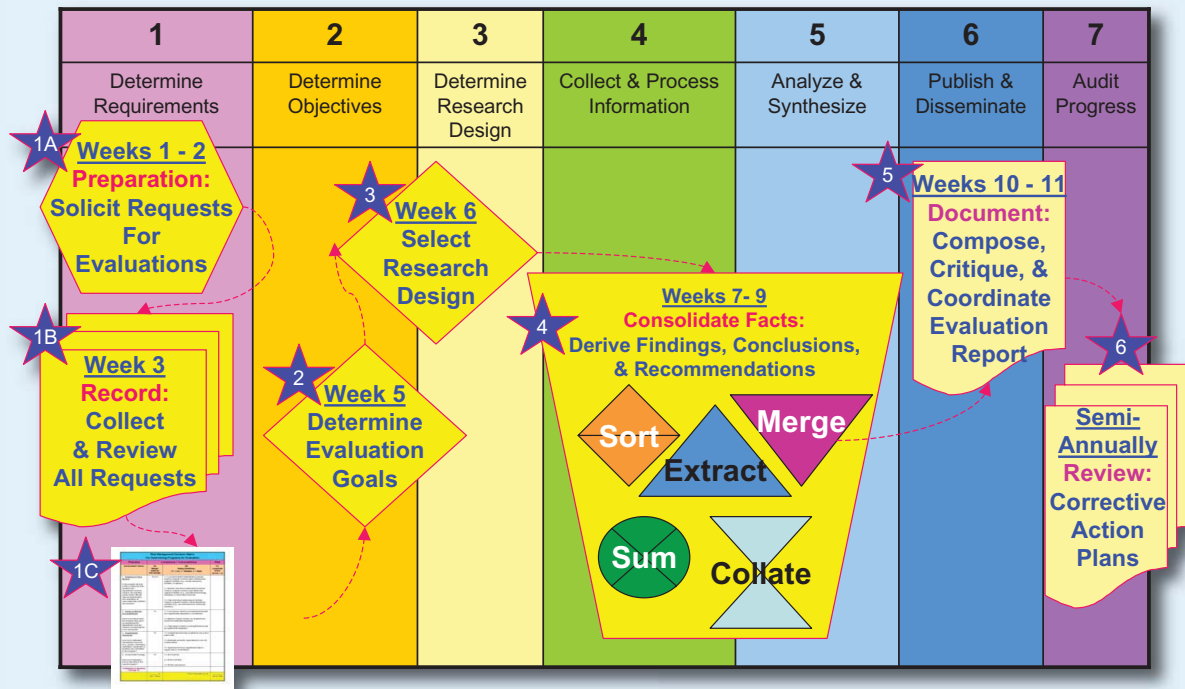 1
2
3
4
5
6
7
Determine
Requirements
Determine
Objectives
Determine
Research
Design
Collect & Process
Information
Analyze &
Synthesize
Publish &
Disseminate
Audit
Progress
1A
Weeks 1 - 2
Preparation:
Solicit Requests
For
Evaluations
1B
Week 3
Record:
Collect
& Review
All Requests
1C
2
Week 5
Determine
Evaluation
Goals
3
Week 6
Select
Research
Design
4
Weeks 7- 9
Consolidate Facts:
Derive Findings, Conclusions,
& Recommendations
Sort
Extract
Merge
Sum
Collate
5
Weeks 10 - 11
Document:
Compose,
Critique, &
Coordinate
Evaluation
Report
6
Semi-
Annually
Review:
Corrective
Action
Plans